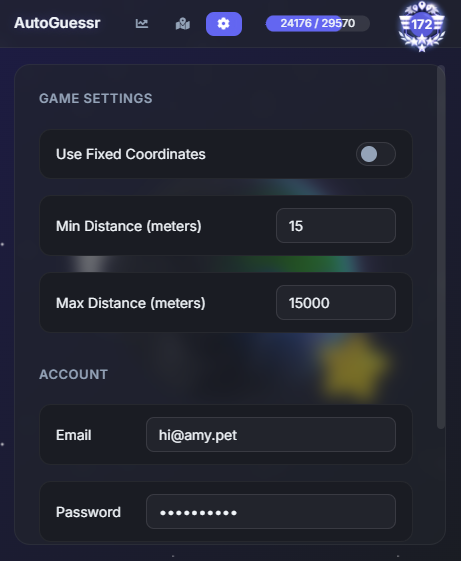 AutoGuessr
24176 / 29570
172
GAME SETTINGS
Use Fixed Coordinates
Min Distance (meters)
15
Max Distance (meters)
15000
ACCOUNT
Email
hi@amy.pet
Password
••••••••••